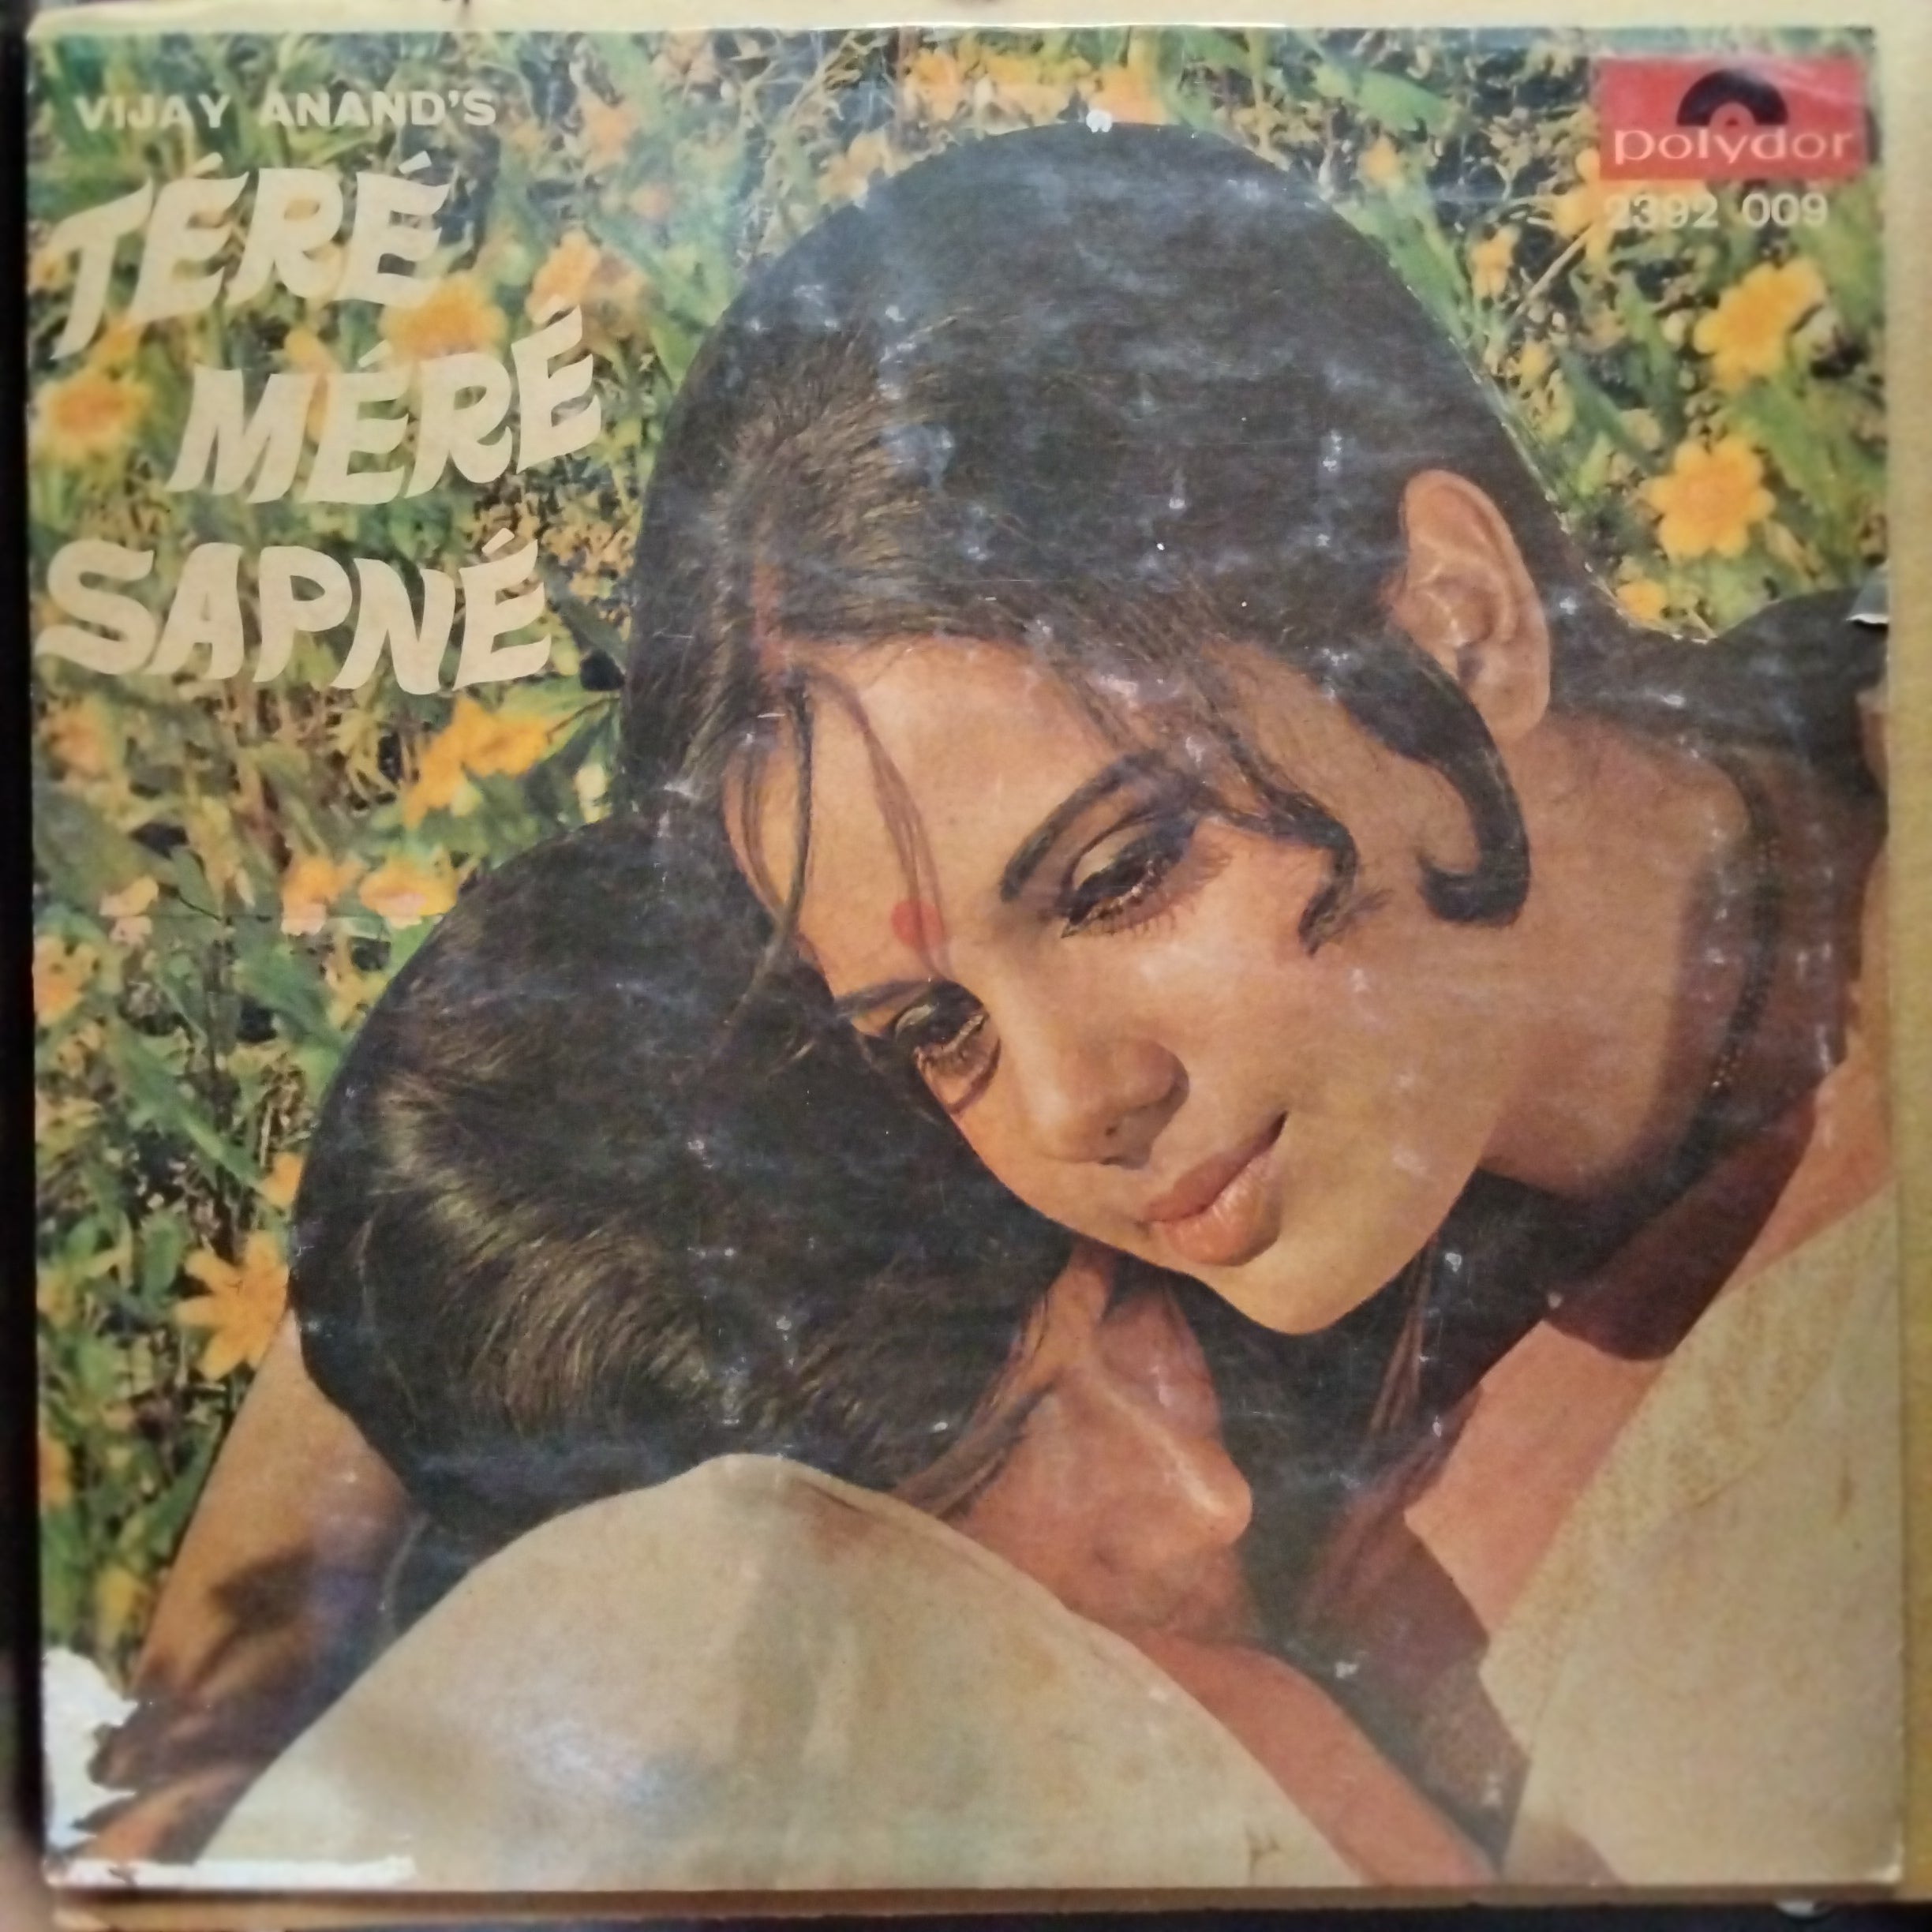 VIJAY ANAND'S
TÉRÉ
MÉRÉ
SAPNÉ
polydor
2392 009